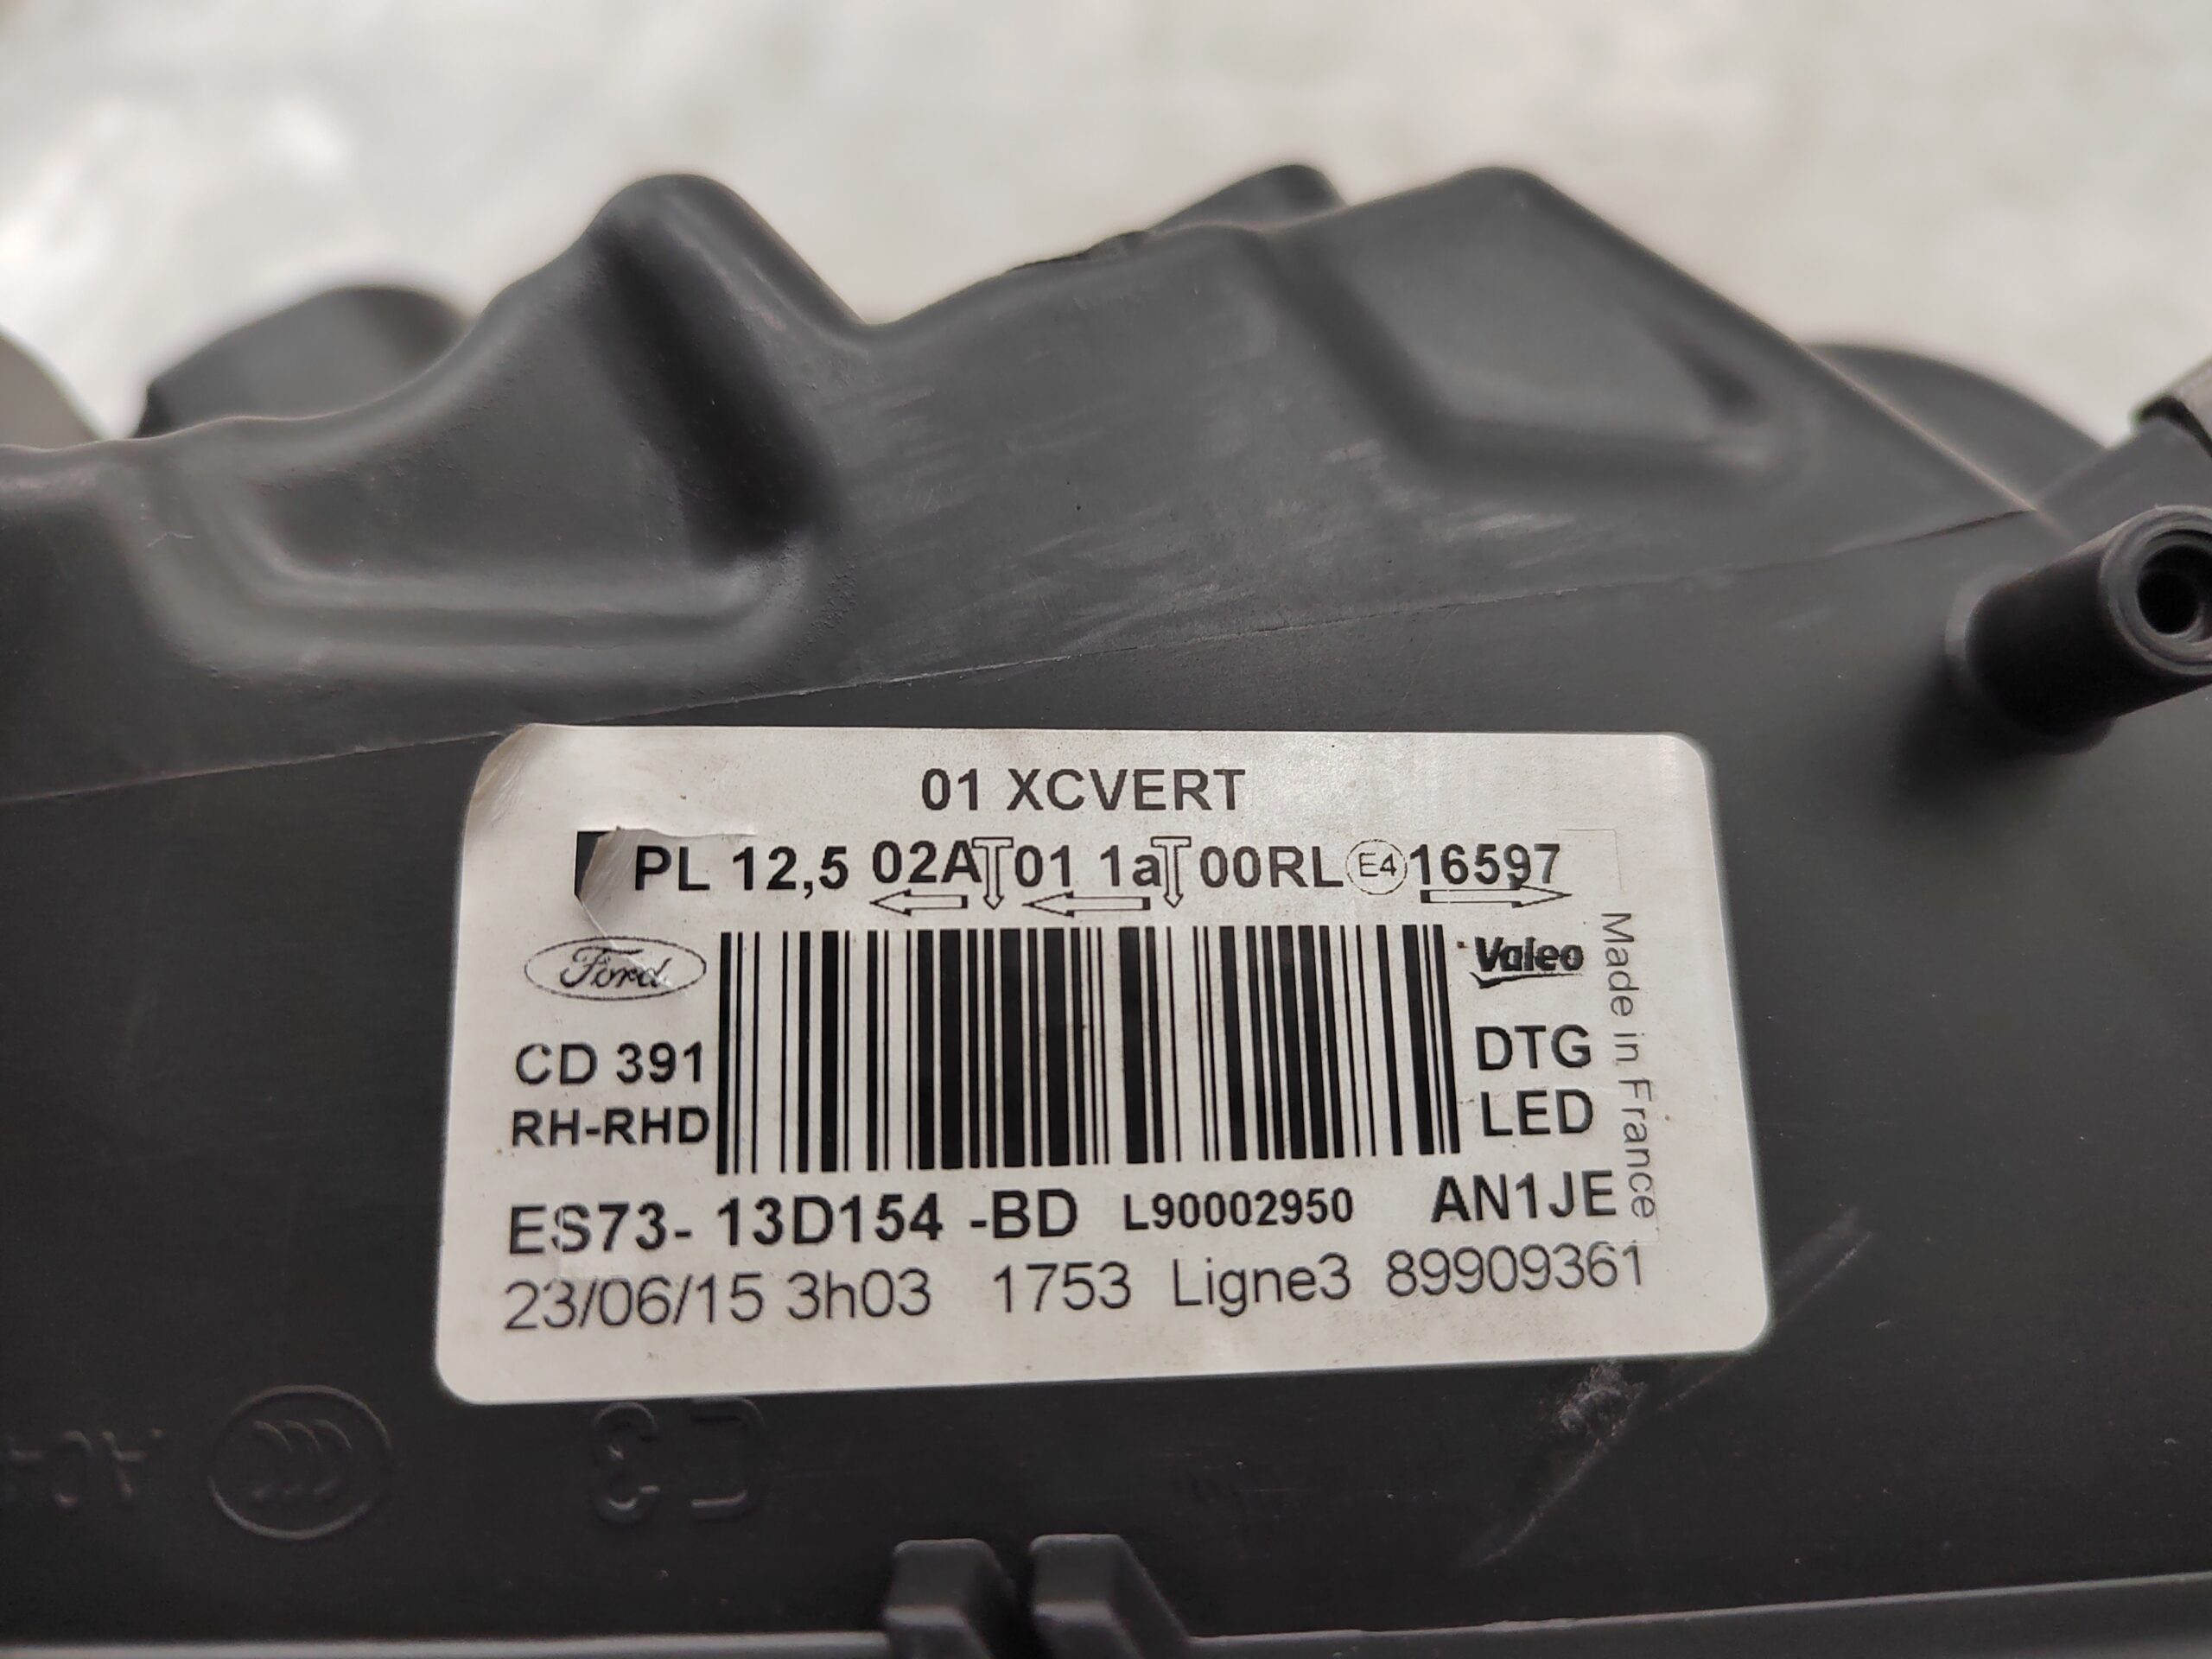 01 XCVERT
PL 12,5 02A 01 1a 00RL E4 16597
Ford
Valeo
Made in France
CD 391
DTG
RH-RHD
LED
ES73- 13D154 -BD L90002950 AN1JE
23/06/15 3h03 1753 Ligne3 89909361